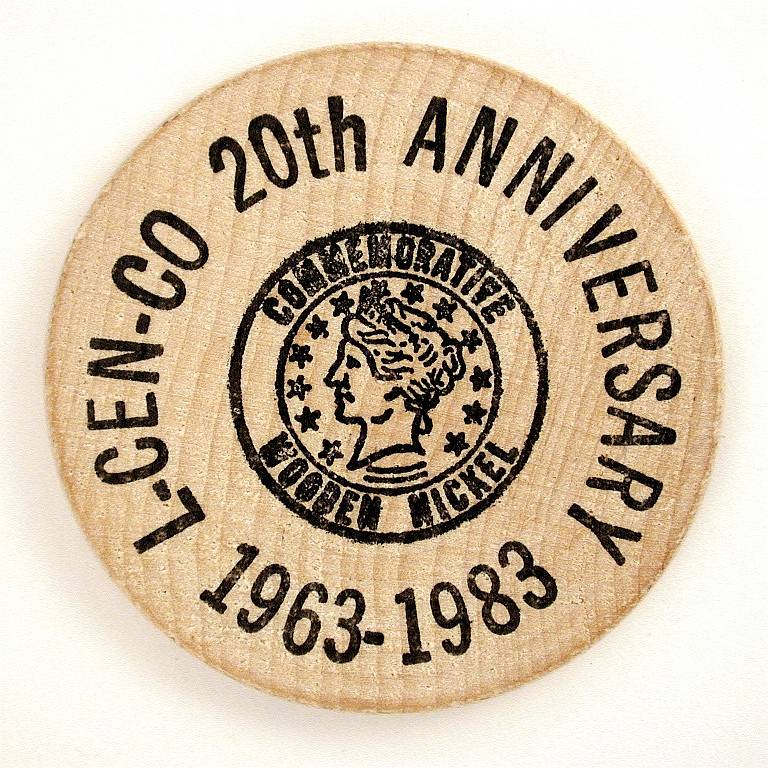 L-CEN-CO 20th ANNIVERSARY
1963-1983
COMMEMORATIVE
WOODEN NICKEL